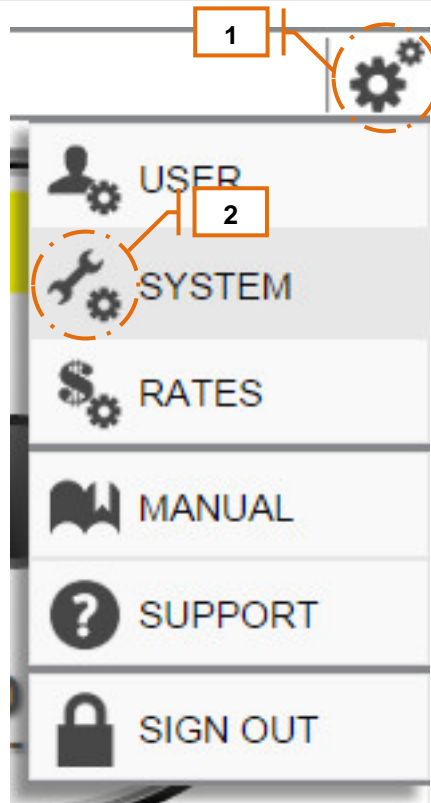 1
USER
2
SYSTEM
RATES
MANUAL
SUPPORT
SIGN OUT